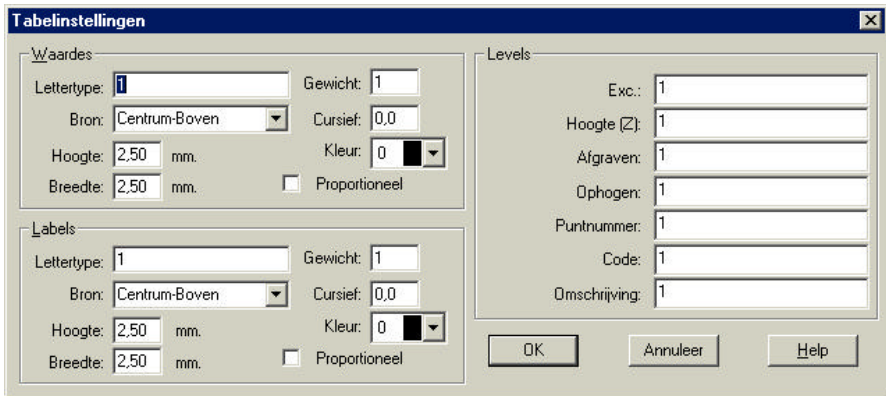 Tabelinstellingen
Waardes
Lettertype: 1 Gewicht: 1
Bron: Centrum-Boven Cursief: 0,0
Hoogte: 2,50 mm. Kleur: 0
Breedte: 2,50 mm. Proportioneel
Labels
Lettertype: 1 Gewicht: 1
Bron: Centrum-Boven Cursief: 0,0
Hoogte: 2,50 mm. Kleur: 0
Breedte: 2,50 mm. Proportioneel
Levels
Exc.: 1
Hoogte (Z): 1
Afgraven: 1
Ophogen: 1
Puntnummer: 1
Code: 1
Omschrijving: 1
OK Annuleer Help